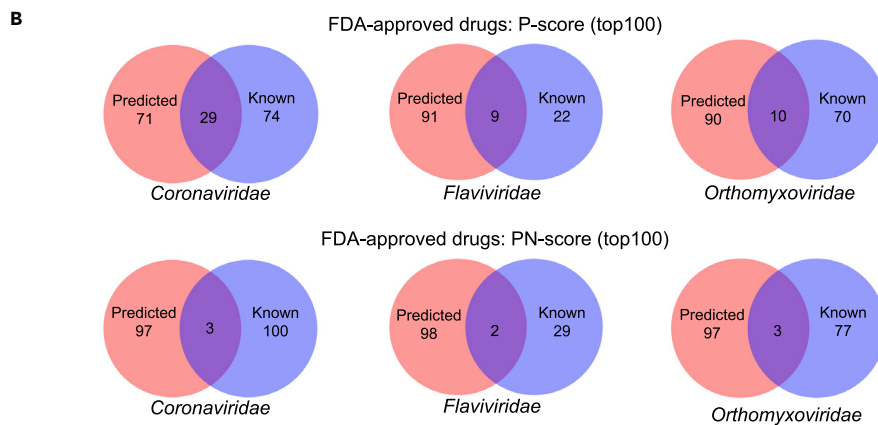 B
FDA-approved drugs: P-score (top100)
Predicted
71
29
Known
74
Coronaviridae
Predicted
91
9
Known
22
Flaviviridae
Predicted
90
10
Known
70
Orthomyxoviridae
FDA-approved drugs: PN-score (top100)
Predicted
97
3
Known
100
Coronaviridae
Predicted
98
2
Known
29
Flaviviridae
Predicted
97
3
Known
77
Orthomyxoviridae